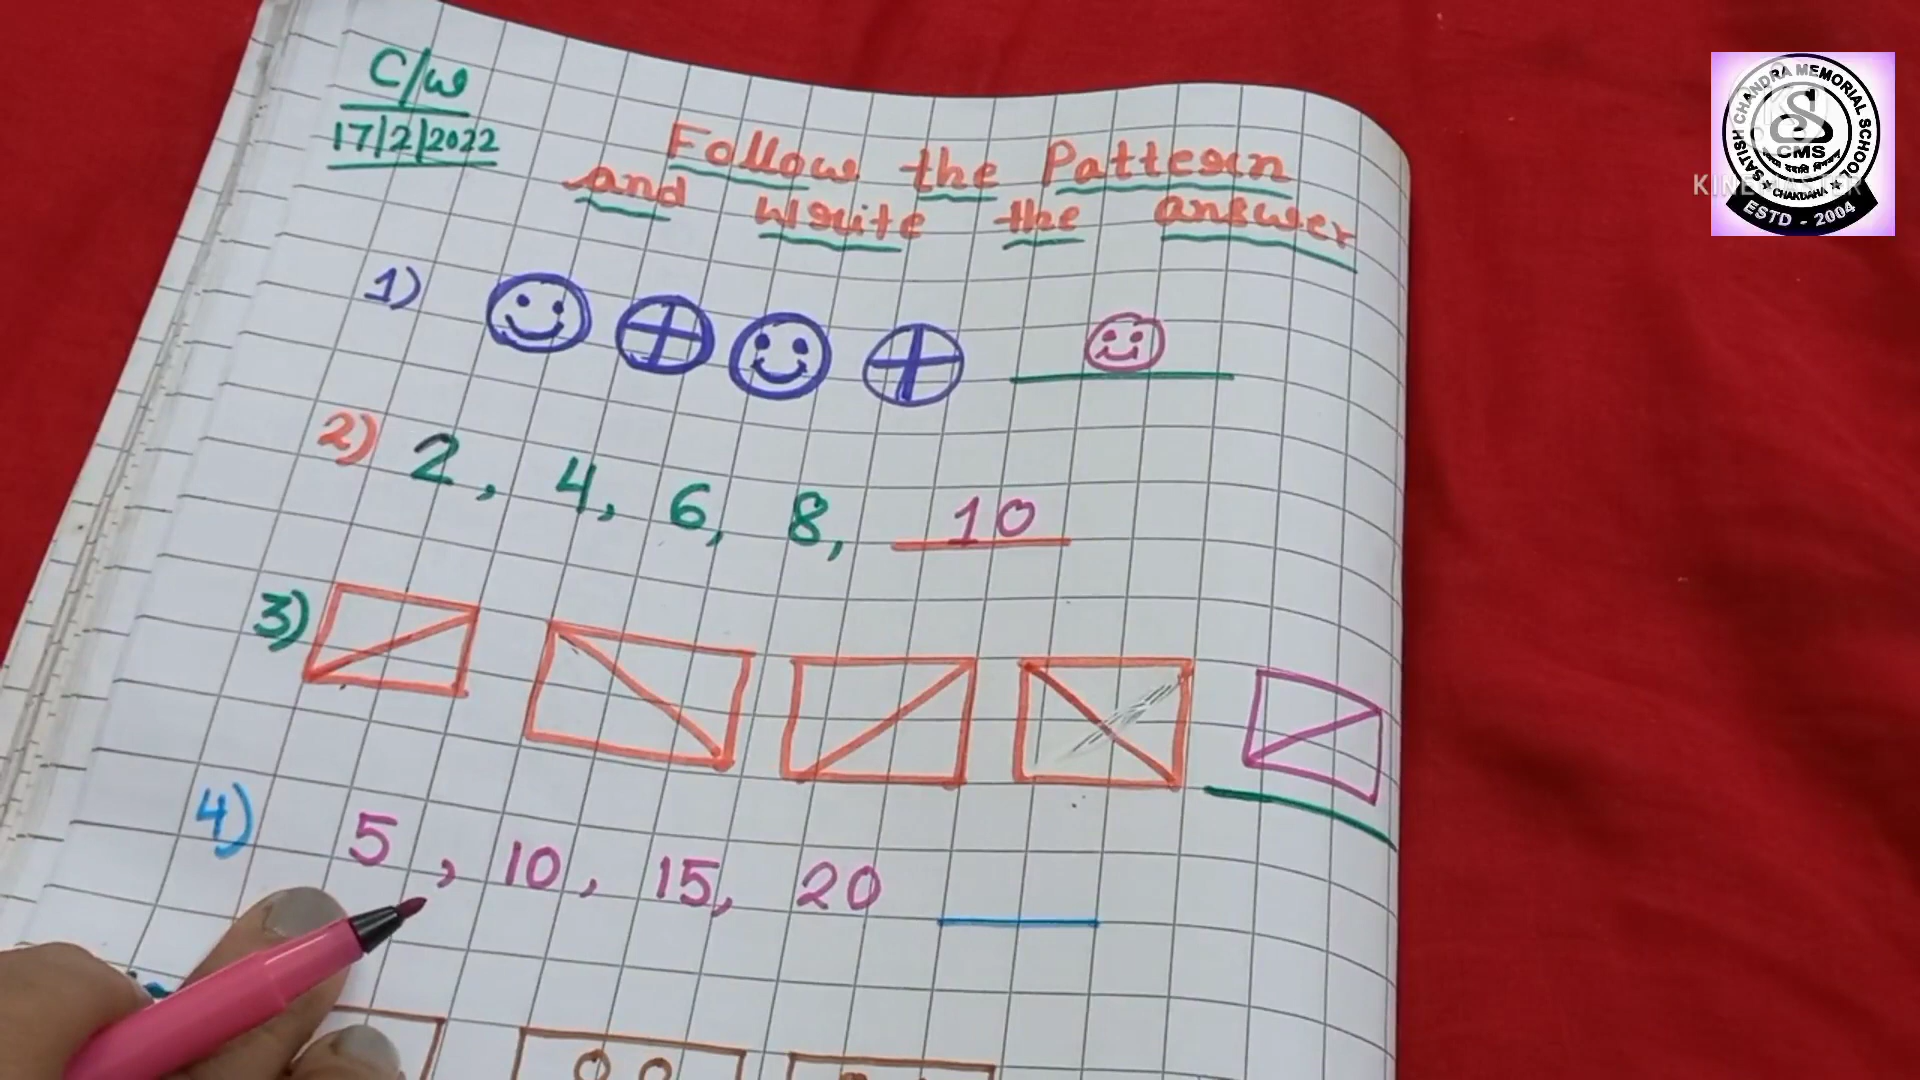 C/W
17/2/2022
Follow the Pattern
and write the answer
1)
2) 2, 4, 6, 8, 10
3)
4) 5, 10, 15, 20
SATISH CHANDRA MEMORIAL SCHOOL
CMS
CHAKDAHA
ESTD - 2004